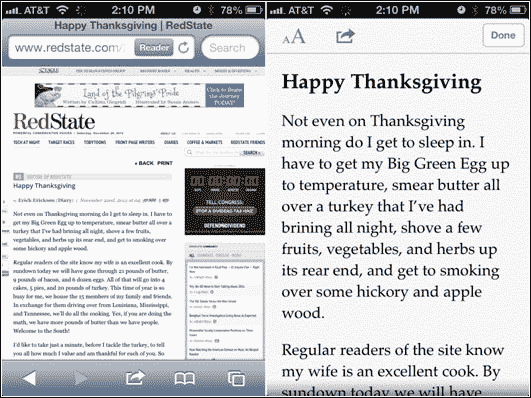 AT&T 2:10 PM 78%
Happy Thanksgiving | RedState
www.redstate.com/ Reader Search
Land of the Pilgrims' Pride
RedState
TECH AT NIGHT TARGET RACES TOWNTORY FRONT PAGE WRITERS DIARIES COFFEE & MARKETS REDSTATE FRIENDS
SEARCH
« BACK PRINT
EDITOR OF REDSTATE
Happy Thanksgiving
By Erick Erickson (Diary)
Not even on Thanksgiving morning do I get to sleep in. I have to
get my Big Green Egg up to temperature, smear butter all over a
turkey that I've had brining all night, shove a few fruits,
vegetables, and herbs up its rear end, and get to smoking over
some hickory and apple wood.
Regular readers of the site know my wife is an excellent cook. By
sundown today we will have gone through 22 pounds of butter,
9 pounds of bacon, and 6 dozen eggs. All of that will go into 4
cakes, 5 pies, and 20 pounds of turkey. This time of year is so
busy for me, we house the 15 members of my family and friends.
In exchange for them driving over from Louisiana, Mississippi,
and Tennessee, we'll do all the cooking. Yes, if you are doing the
math, we have more pounds of butter than we have people.
Welcome to the South!
I'd like to take just a minute, before I tackle the turkey, to tell
you all how much I value and am thankful for each of you. So
TELL CONGRESS:
STOP A DIVIDEND TAX HIKE
DEFENDMYDIVIDEND
AT&T 2:10 PM 78%
AA Done
Happy Thanksgiving
Not even on Thanksgiving
morning do I get to sleep in. I
have to get my Big Green Egg up
to temperature, smear butter all
over a turkey that I've had
brining all night, shove a few
fruits, vegetables, and herbs up
its rear end, and get to smoking
over some hickory and apple
wood.
Regular readers of the site know
my wife is an excellent cook. By
sundown today we will have